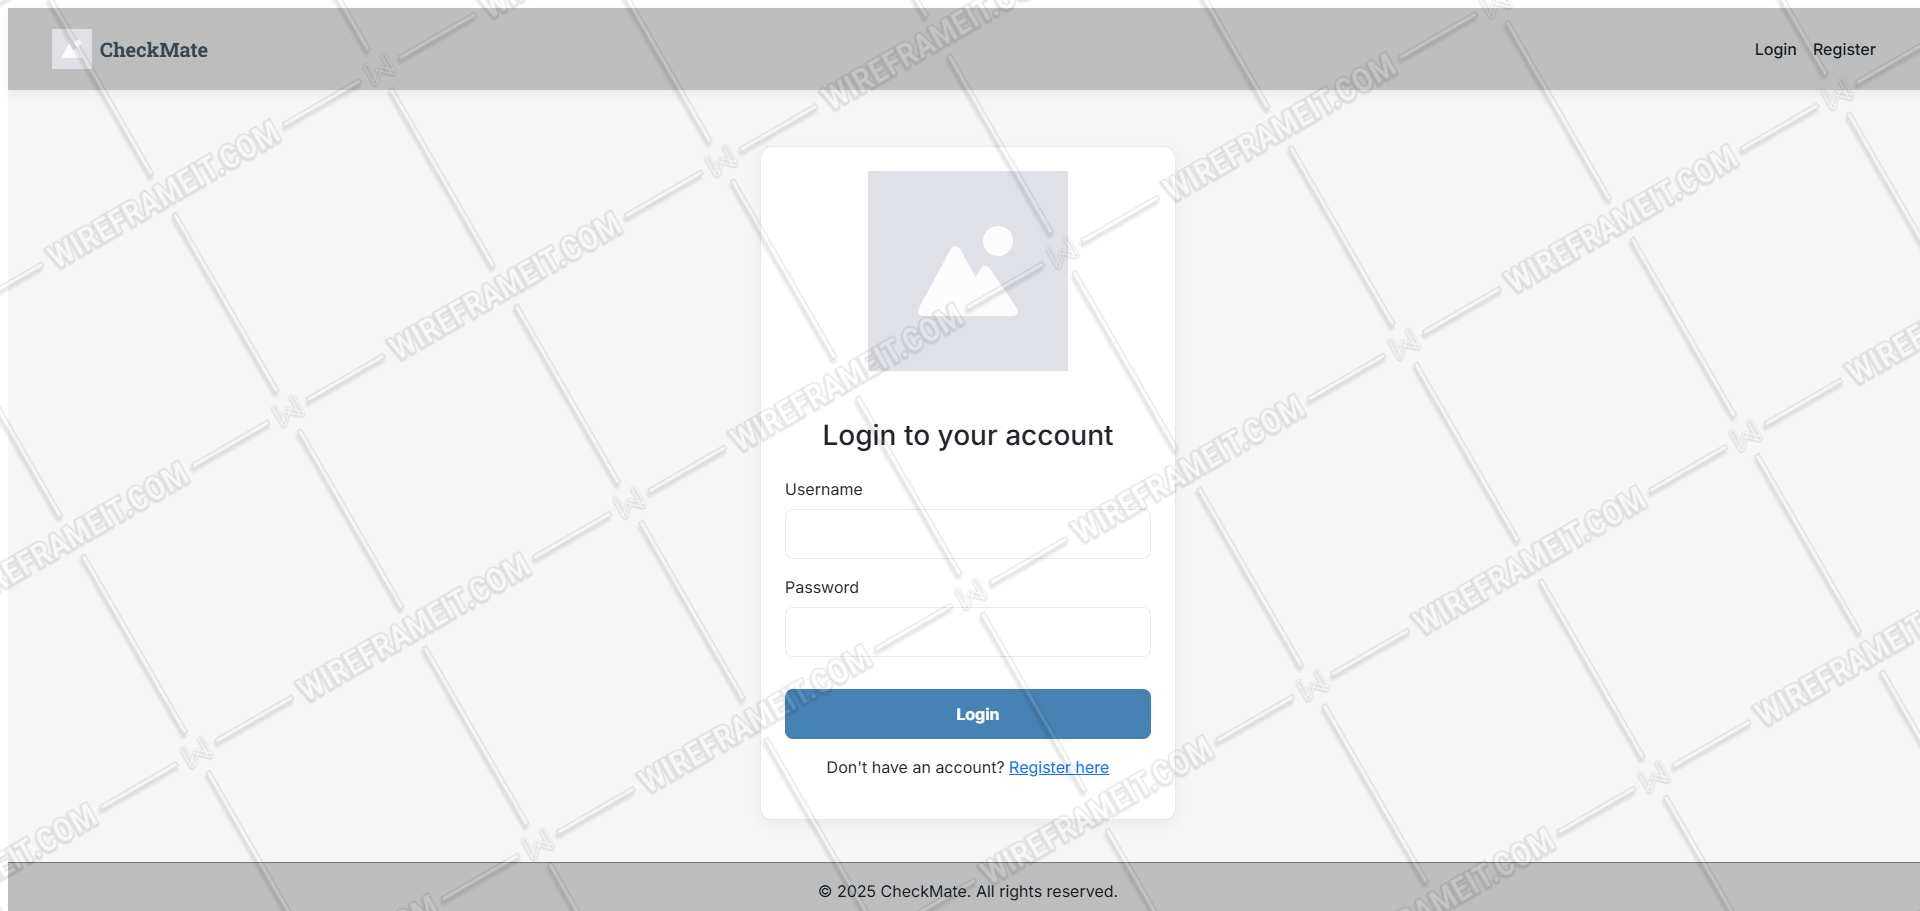 CheckMate
Login Register
Login to your account
Username
Password
Login
Don't have an account? Register here
© 2025 CheckMate. All rights reserved.
WIREFRAMEIT.COM